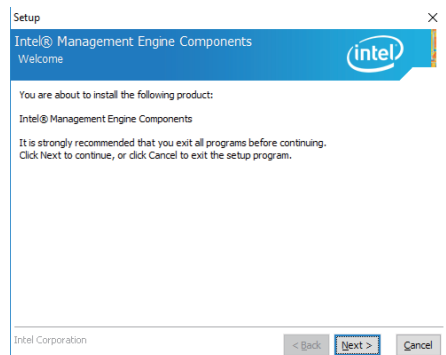 Setup
Intel® Management Engine Components
Welcome
intel
You are about to install the following product:
Intel® Management Engine Components
It is strongly recommended that you exit all programs before continuing.
Click Next to continue, or click Cancel to exit the setup program.
Intel Corporation
< Back Next > Cancel